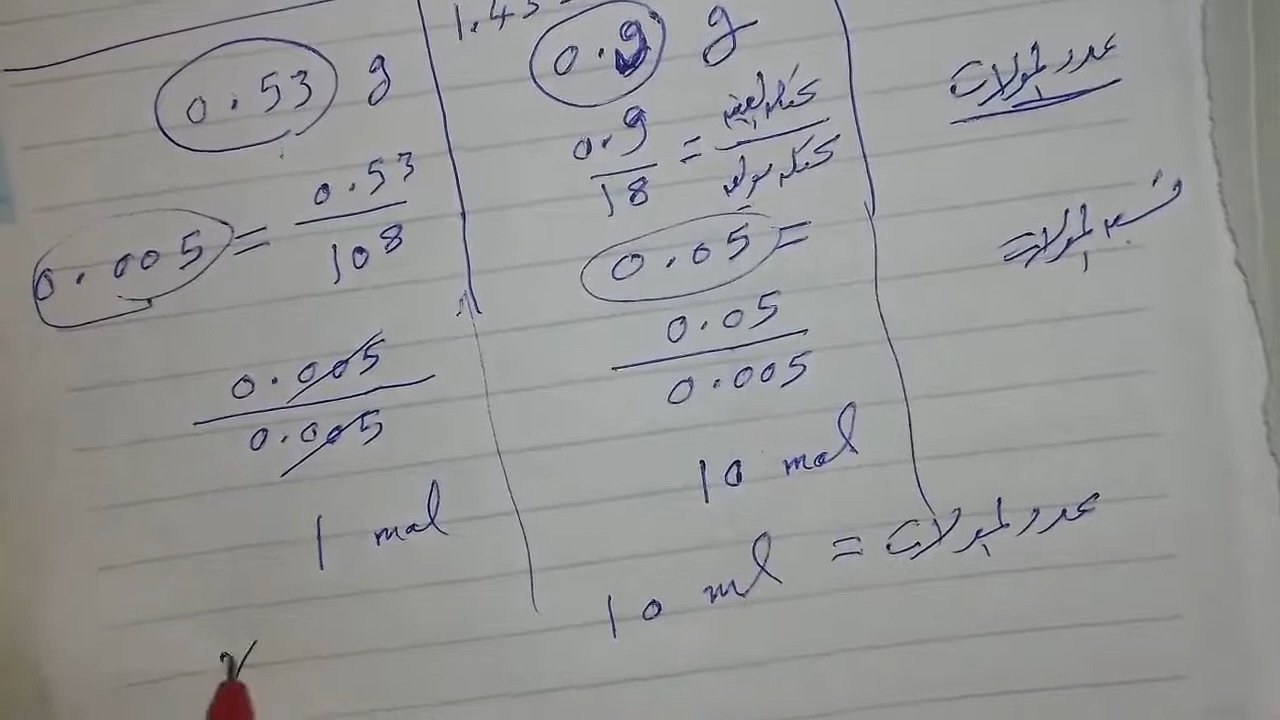 1.43
عدد المولات 0.9 g 0.53 g
0.9/18 = كتلة العينة/كتلة مولية 0.53/108
قسم المولات
= 0.05 = 0.005
0.05/0.005 0.005/0.005
10 mol 1 mol
عدد المولات = 10 ml